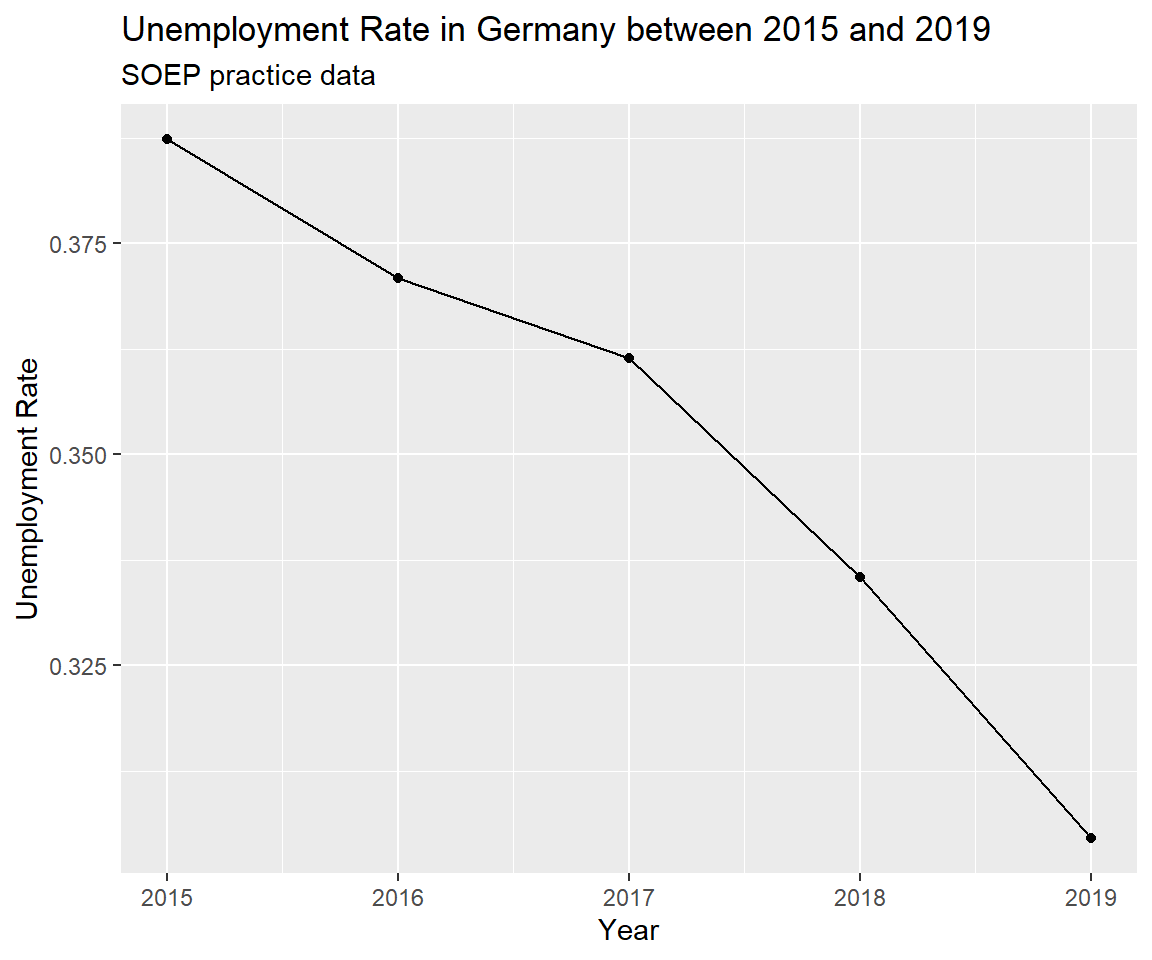 Unemployment Rate in Germany between 2015 and 2019
SOEP practice data
Unemployment Rate
0.375
0.350
0.325
2015 2016 2017 2018 2019
Year